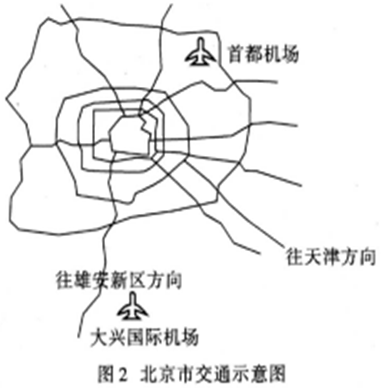 首都机场
往天津方向
往雄安新区方向
大兴国际机场
图2 北京市交通示意图